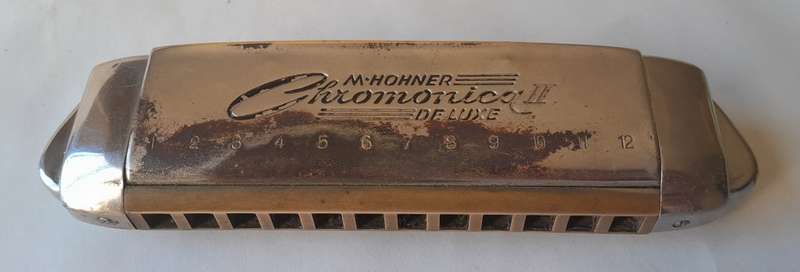 M. HOHNER
Chromonica II
DE LUXE
1 2 3 4 5 6 7 8 9 10 11 12